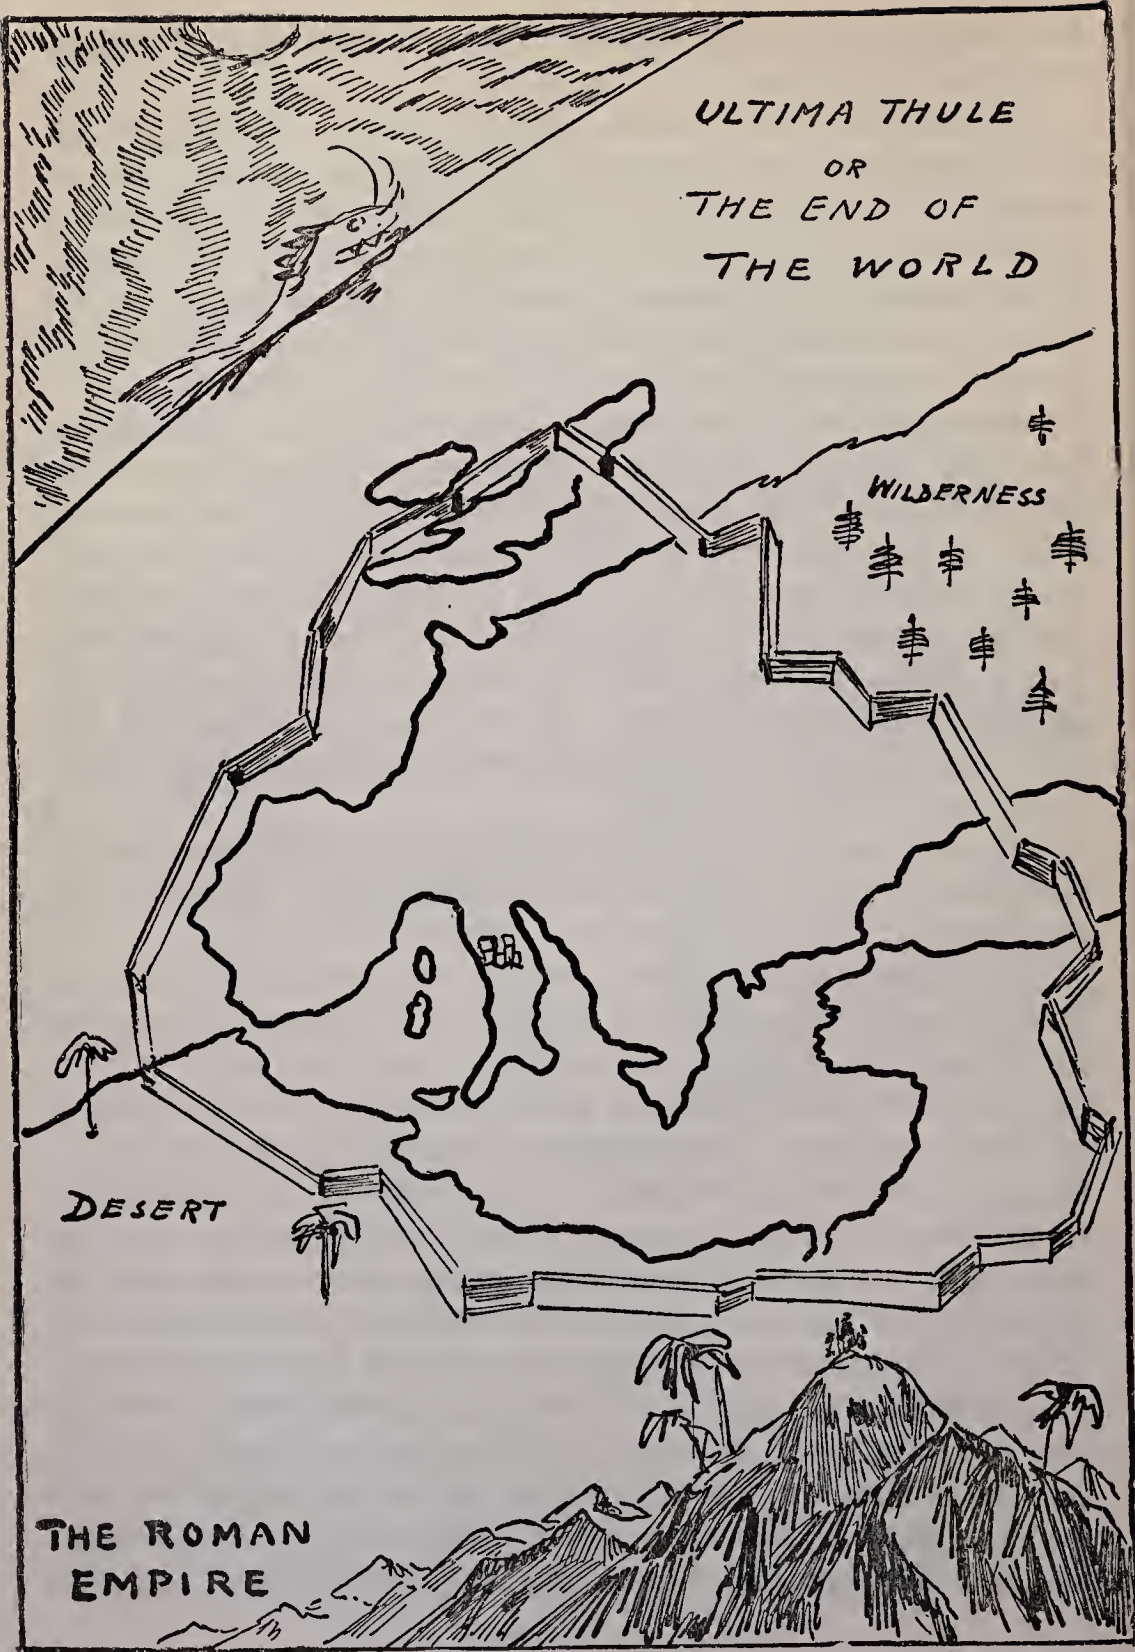 ULTIMA THULE
OR
THE END OF
THE WORLD
WILDERNESS
DESERT
THE ROMAN
EMPIRE